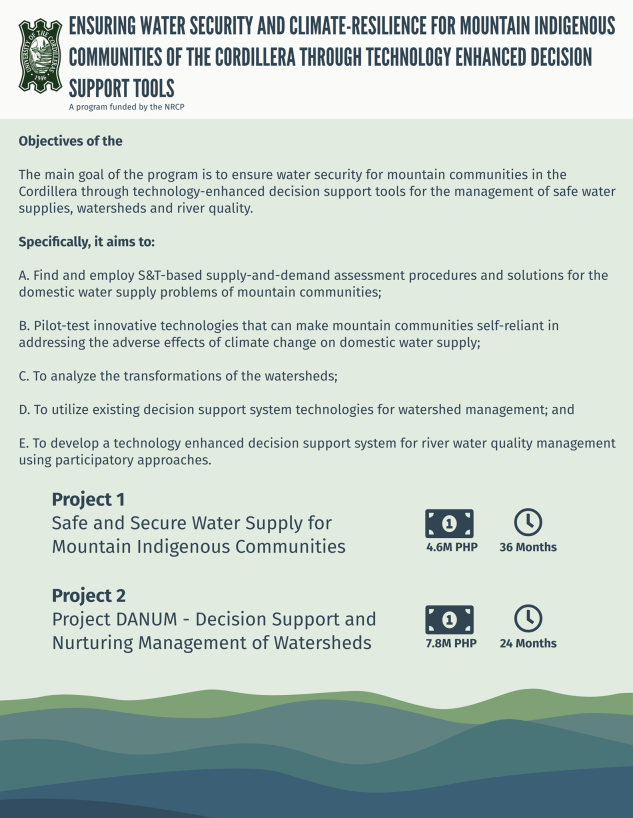 ENSURING WATER SECURITY AND CLIMATE-RESILIENCE FOR MOUNTAIN INDIGENOUS
COMMUNITIES OF THE CORDILLERA THROUGH TECHNOLOGY ENHANCED DECISION
SUPPORT TOOLS
A program funded by the NRCP
Objectives of the
The main goal of the program is to ensure water security for mountain communities in the
Cordillera through technology-enhanced decision support tools for the management of safe water
supplies, watersheds and river quality.
Specifically, it aims to:
A. Find and employ S&T-based supply-and-demand assessment procedures and solutions for the
domestic water supply problems of mountain communities;
B. Pilot-test innovative technologies that can make mountain communities self-reliant in
addressing the adverse effects of climate change on domestic water supply;
C. To analyze the transformations of the watersheds;
D. To utilize existing decision support system technologies for watershed management; and
E. To develop a technology enhanced decision support system for river water quality management
using participatory approaches.
Project 1
Safe and Secure Water Supply for
Mountain Indigenous Communities
1
4.6M PHP
36 Months
Project 2
Project DANUM - Decision Support and
Nurturing Management of Watersheds
1
7.8M PHP
24 Months